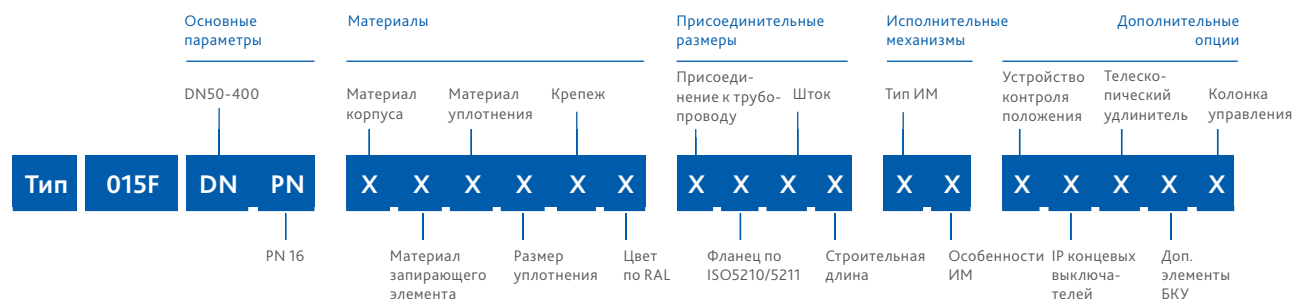 Основные
параметры
Материалы
Присоединительные
размеры
Исполнительные
механизмы
Дополнительные
опции
DN50-400
Материал
корпуса
Материал
уплотнения
Крепеж
Присоеди-
нение к трубо-
проводу
Шток
Тип ИМ
Устройство
контроля
положения
Телеско-
пический
удлинитель
Колонка
управления
Тип 015F DN PN X X X X X X X X X X X X X X X X X
PN 16
Материал
запирающего
элемента
Размер
уплотнения
Цвет
по RAL
Фланец по
ISO5210/5211
Строительная
длина
Особенности
ИМ
IP концевых
выключа-
телей
Доп.
элементы
БКУ